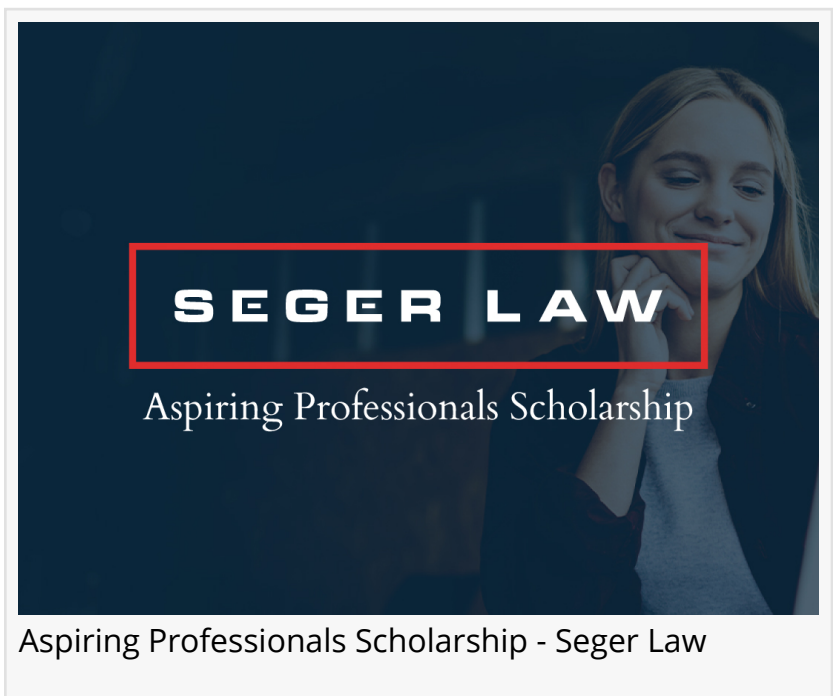 SEGER LAW
Aspiring Professionals Scholarship
Aspiring Professionals Scholarship - Seger Law